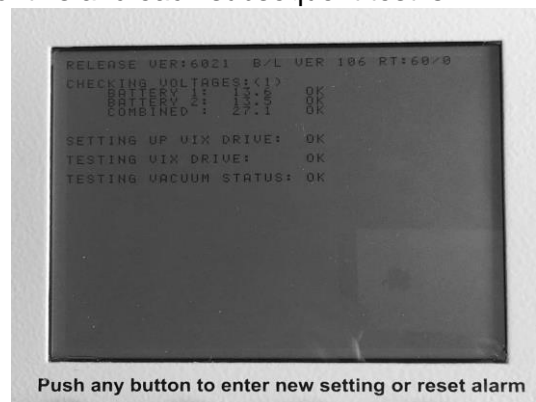 RELEASE VER:6021 B/L VER 106 RT:60/0
CHECKING VOLTAGES:(1)
BATTERY 1: 13.6 OK
BATTERY 2: 13.5 OK
COMBINED : 27.1 OK
SETTING UP VIX DRIVE: OK
TESTING VIX DRIVE: OK
TESTING VACUUM STATUS: OK
Push any button to enter new setting or reset alarm